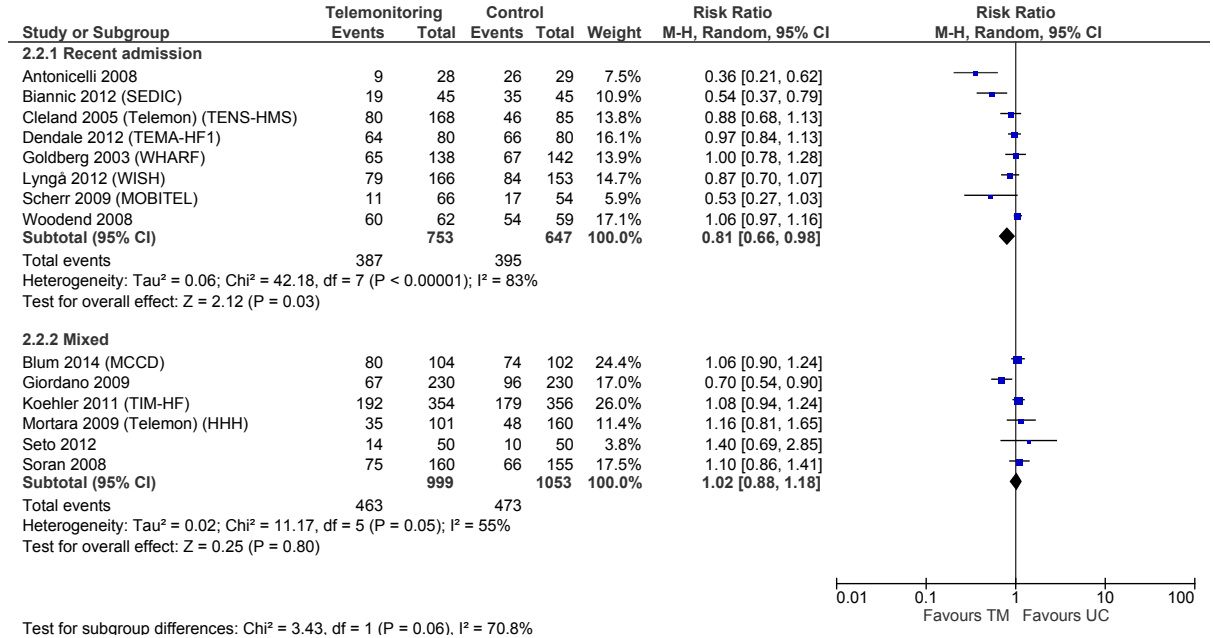 Telemonitoring Control Risk Ratio Risk Ratio
Study or Subgroup Events Total Events Total Weight M-H, Random, 95% CI M-H, Random, 95% CI
2.2.1 Recent admission
Antonicelli 2008 9 28 26 29 7.5% 0.36 [0.21, 0.62]
Biannic 2012 (SEDIC) 19 45 35 45 10.9% 0.54 [0.37, 0.79]
Cleland 2005 (Telemon) (TENS-HMS) 80 168 46 85 13.8% 0.88 [0.68, 1.13]
Dendale 2012 (TEMA-HF1) 64 80 66 80 16.1% 0.97 [0.84, 1.13]
Goldberg 2003 (WHARF) 65 138 67 142 13.9% 1.00 [0.78, 1.28]
Lyngå 2012 (WISH) 79 166 84 153 14.7% 0.87 [0.70, 1.07]
Scherr 2009 (MOBITEL) 11 66 17 54 5.9% 0.53 [0.27, 1.03]
Woodend 2008 60 62 54 59 17.1% 1.06 [0.97, 1.16]
Subtotal (95% CI) 753 647 100.0% 0.81 [0.66, 0.98]
Total events 387 395
Heterogeneity: Tau² = 0.06; Chi² = 42.18, df = 7 (P < 0.00001); I² = 83%
Test for overall effect: Z = 2.12 (P = 0.03)
2.2.2 Mixed
Blum 2014 (MCCD) 80 104 74 102 24.4% 1.06 [0.90, 1.24]
Giordano 2009 67 230 96 230 17.0% 0.70 [0.54, 0.90]
Koehler 2011 (TIM-HF) 192 354 179 356 26.0% 1.08 [0.94, 1.24]
Mortara 2009 (Telemon) (HHH) 35 101 48 160 11.4% 1.16 [0.81, 1.65]
Seto 2012 14 50 10 50 3.8% 1.40 [0.69, 2.85]
Soran 2008 75 160 66 155 17.5% 1.10 [0.86, 1.41]
Subtotal (95% CI) 999 1053 100.0% 1.02 [0.88, 1.18]
Total events 463 473
Heterogeneity: Tau² = 0.02; Chi² = 11.17, df = 5 (P = 0.05); I² = 55%
Test for overall effect: Z = 0.25 (P = 0.80)
0.01 0.1 1 10 100
Favours TM Favours UC
Test for subgroup differences: Chi² = 3.43, df = 1 (P = 0.06), I² = 70.8%